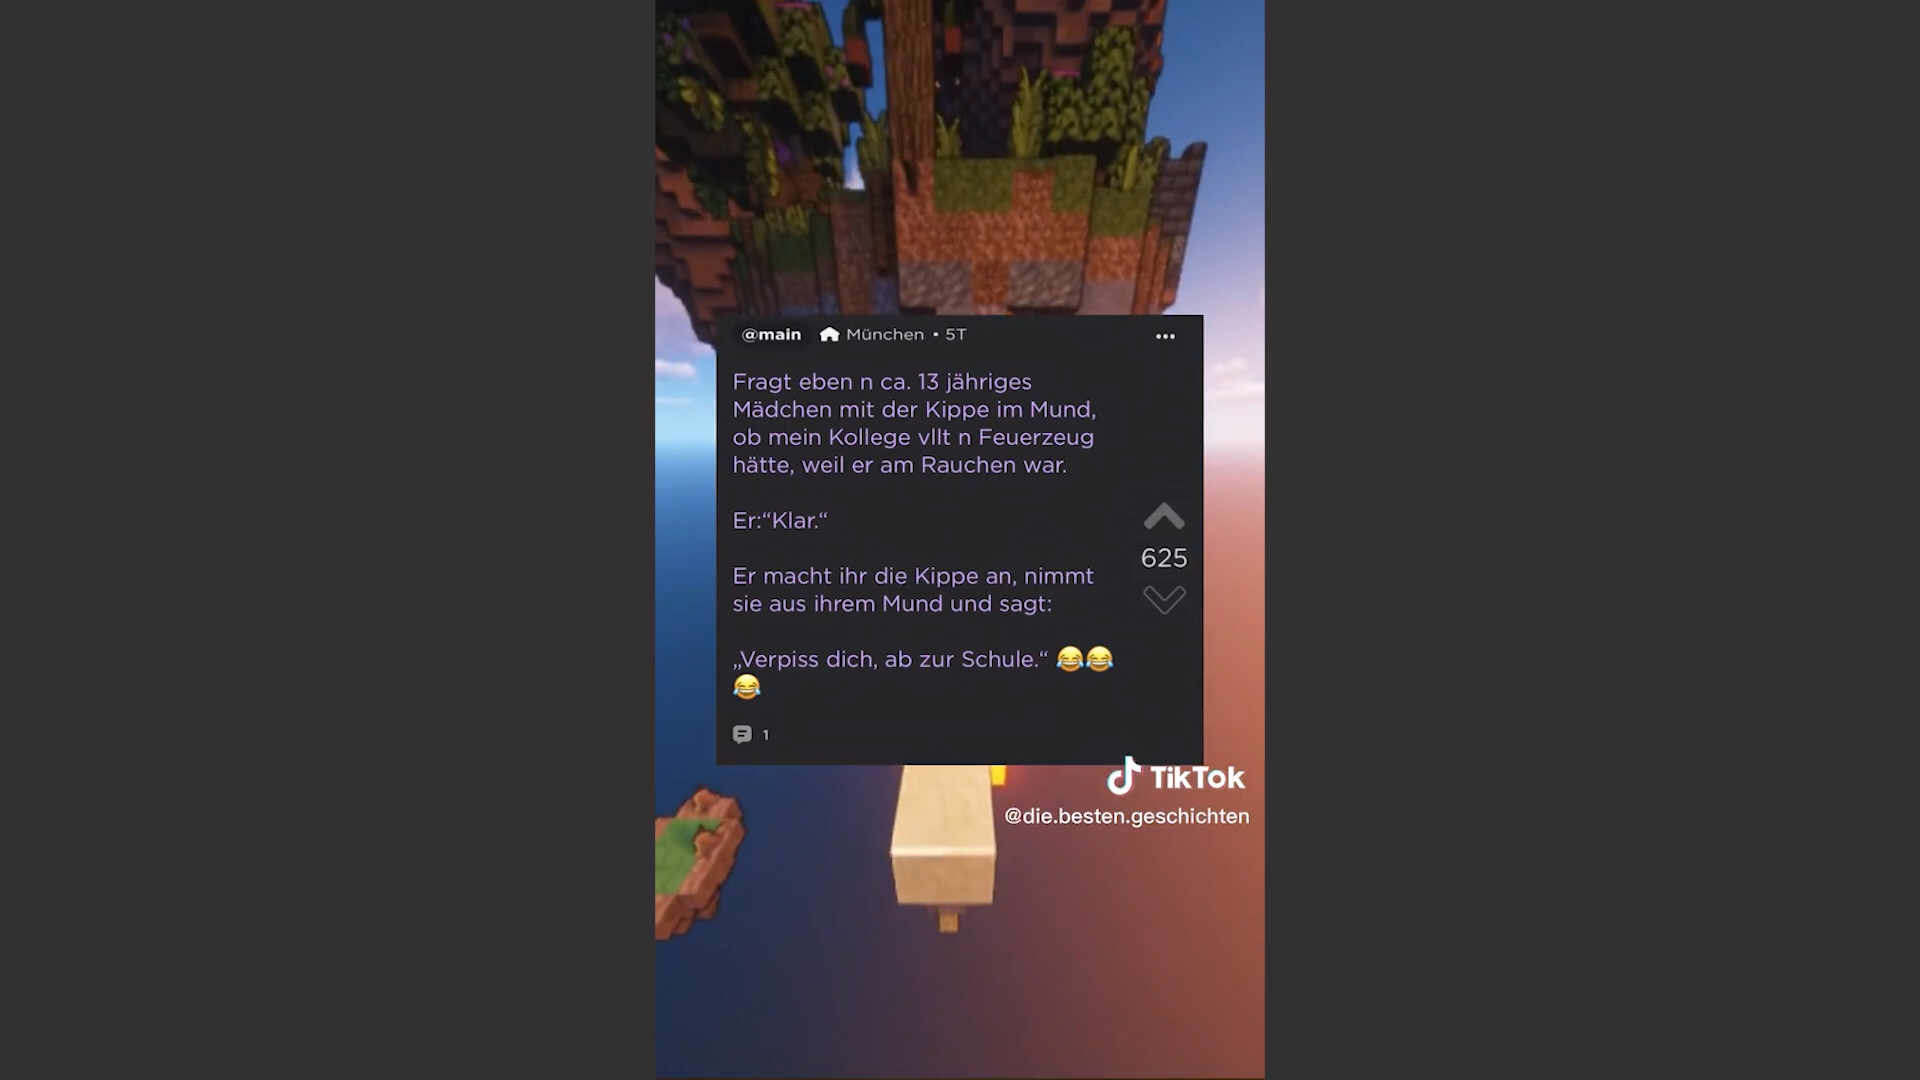 @main München • 5T
Fragt eben n ca. 13 jähriges
Mädchen mit der Kippe im Mund,
ob mein Kollege vllt n Feuerzeug
hätte, weil er am Rauchen war.
Er:“Klar.“
Er macht ihr die Kippe an, nimmt
sie aus ihrem Mund und sagt:
„Verpiss dich, ab zur Schule.“ 😂😂
😂
625
1
TikTok
@die.besten.geschichten